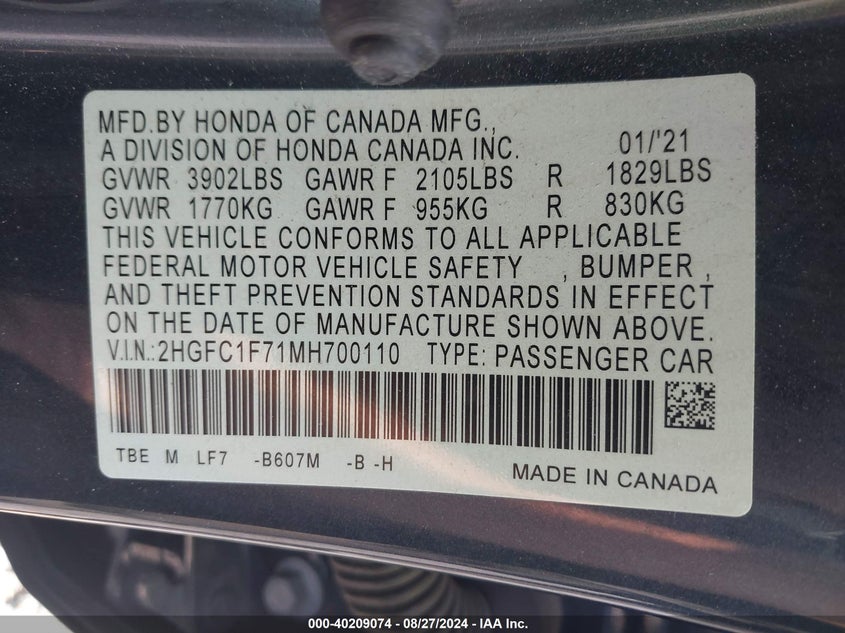 MFD.BY HONDA OF CANADA MFG.,
A DIVISION OF HONDA CANADA INC. 01/'21
GVWR 3902LBS GAWR F 2105LBS R 1829LBS
GVWR 1770KG GAWR F 955KG R 830KG
THIS VEHICLE CONFORMS TO ALL APPLICABLE
FEDERAL MOTOR VEHICLE SAFETY , BUMPER ,
AND THEFT PREVENTION STANDARDS IN EFFECT
ON THE DATE OF MANUFACTURE SHOWN ABOVE.
V.I.N.:2HGFC1F71MH700110 TYPE: PASSENGER CAR
TBE M LF7 -B607M -B -H MADE IN CANADA
000-40209074 - 08/27/2024 - IAA Inc.